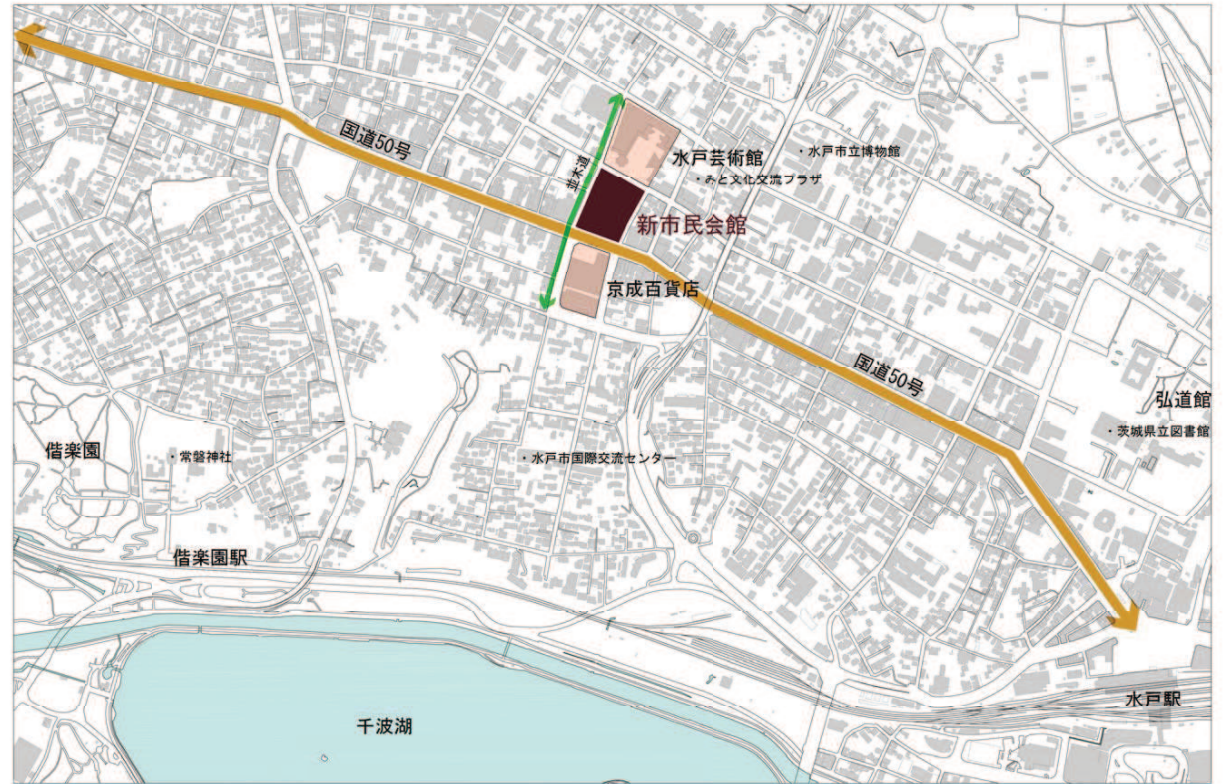 国道50号
並木道
水戸芸術館
・水戸市立博物館
・みと文化交流プラザ
新市民会館
京成百貨店
国道50号
弘道館
・茨城県立図書館
偕楽園
・常磐神社
・水戸市国際交流センター
偕楽園駅
水戸駅
千波湖